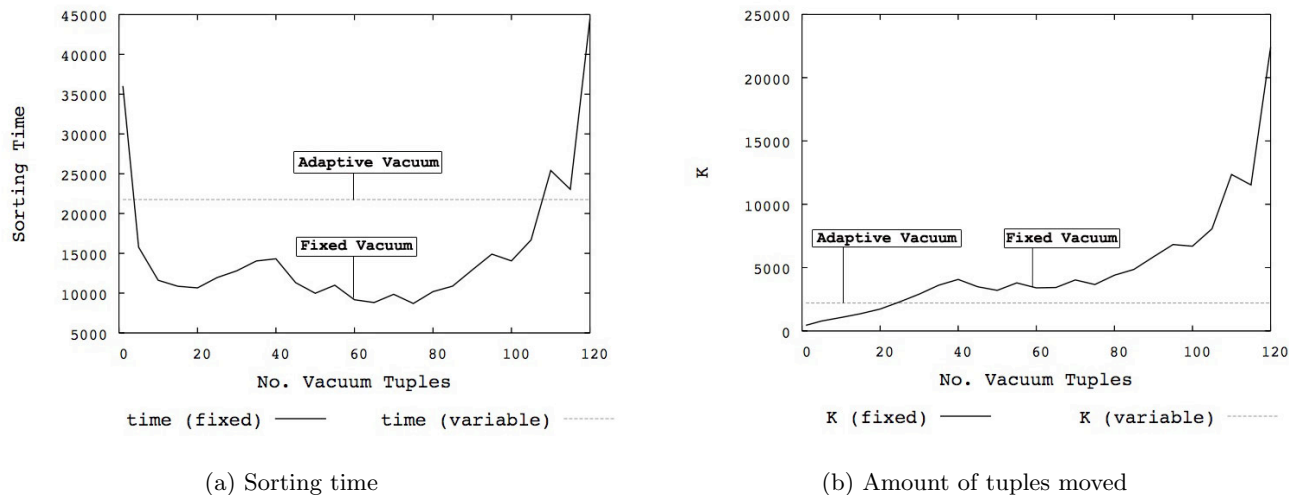 45000
40000
35000
30000
25000
20000
15000
10000
5000
Sorting Time
Adaptive Vacuum
Fixed Vacuum
0 20 40 60 80 100 120
No. Vacuum Tuples
time (fixed) time (variable)
(a) Sorting time
25000
20000
15000
10000
5000
0
K
Adaptive Vacuum
Fixed Vacuum
0 20 40 60 80 100 120
No. Vacuum Tuples
K (fixed) K (variable)
(b) Amount of tuples moved